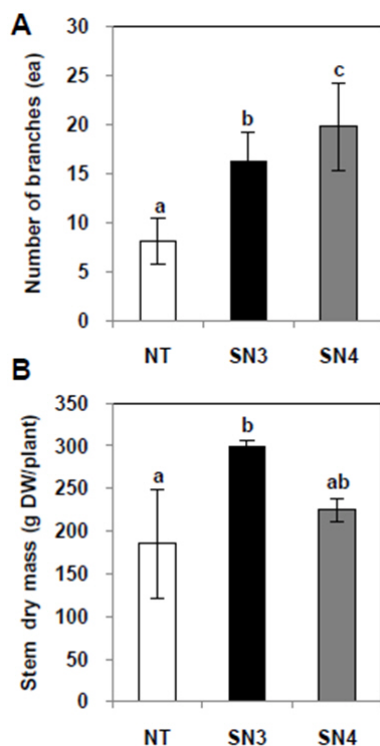 A
Number of branches (ea)
30
25
20
15
10
5
0
a
b
c
NT SN3 SN4
B
Stem dry mass (g DW/plant)
350
300
250
200
150
100
50
0
a
b
ab
NT SN3 SN4